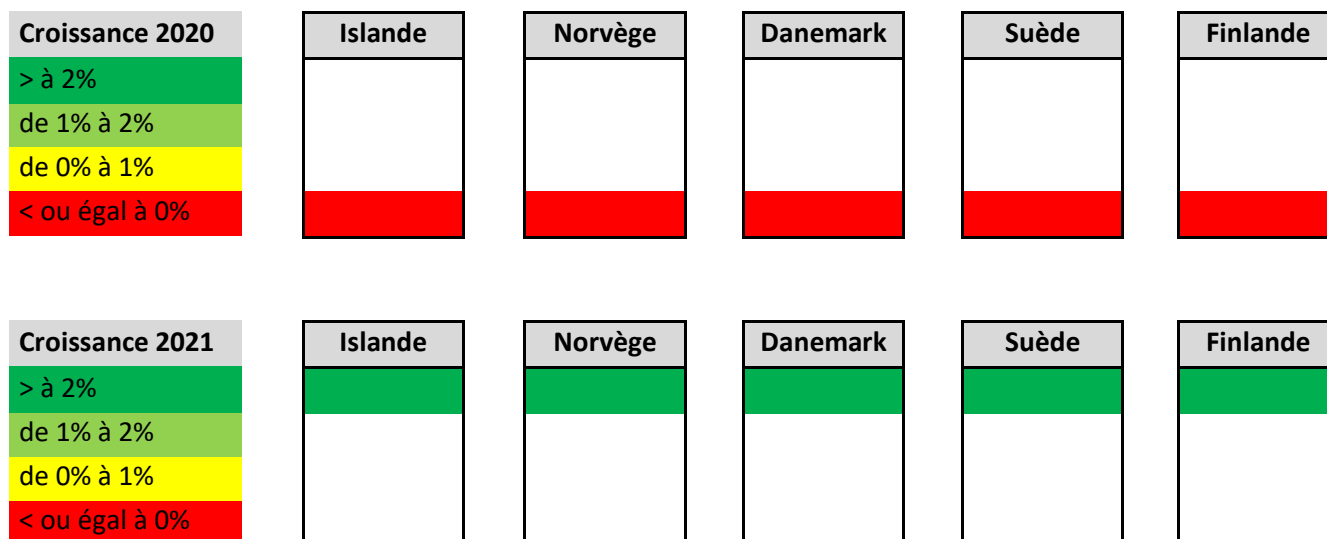 Croissance 2020 Islande Norvège Danemark Suède Finlande
> à 2%
de 1% à 2%
de 0% à 1%
< ou égal à 0%
Croissance 2021 Islande Norvège Danemark Suède Finlande
> à 2%
de 1% à 2%
de 0% à 1%
< ou égal à 0%